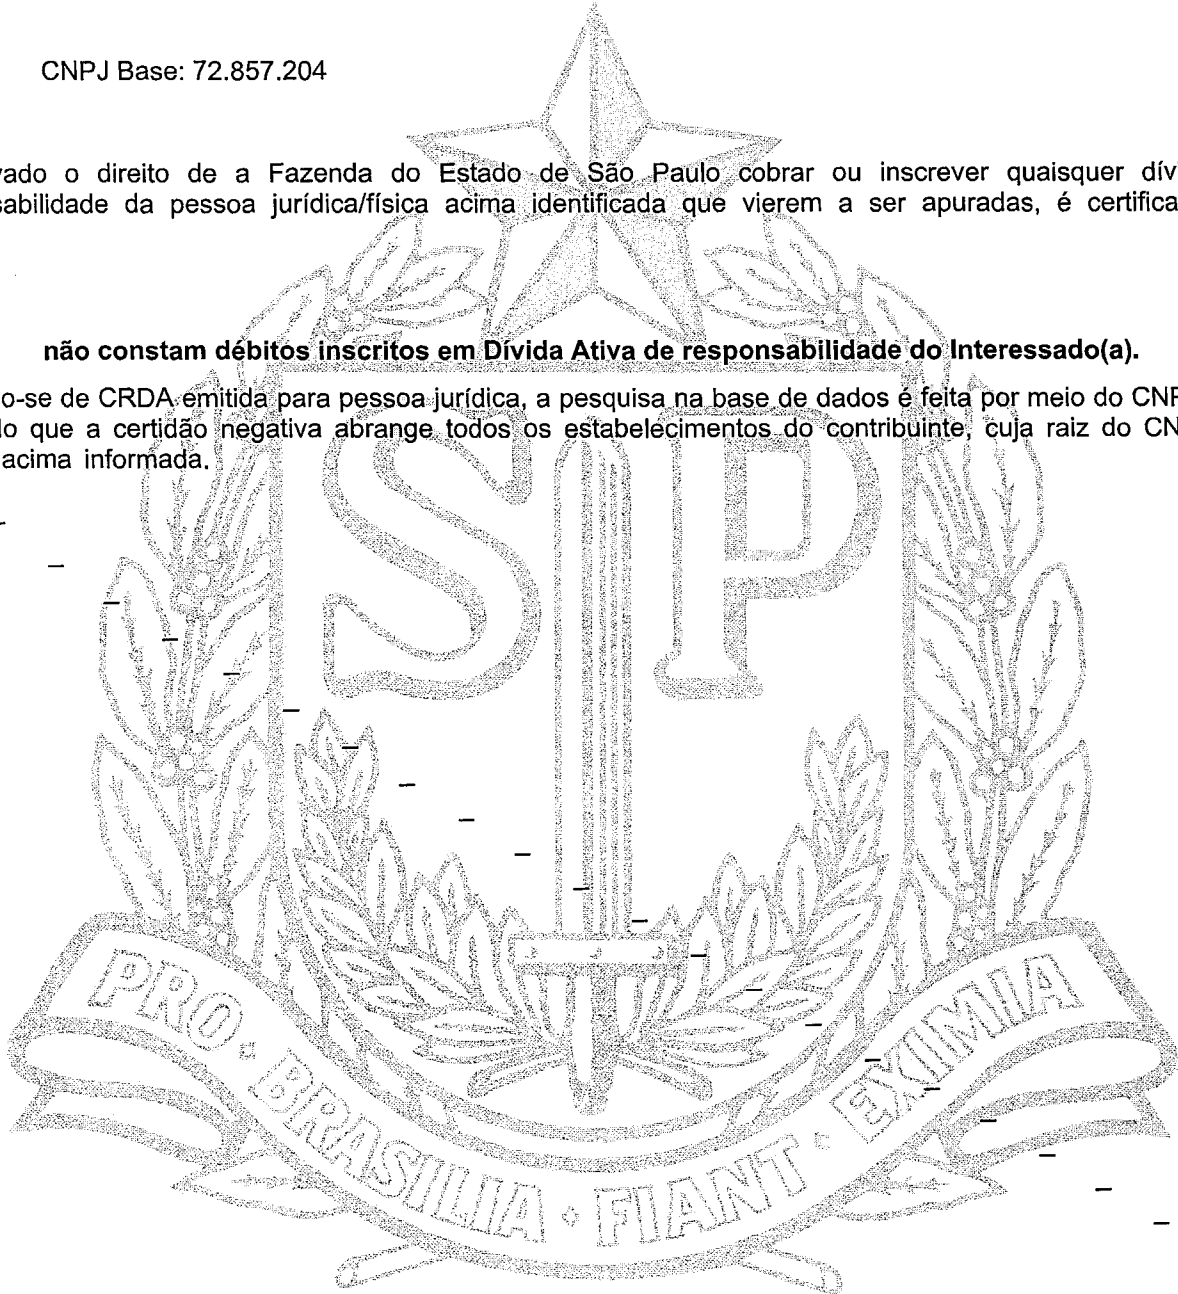 CNPJ Base: 72.857.204
vado o direito de a Fazenda do Estado de São Paulo cobrar ou inscrever quaisquer dív
sabilidade da pessoa jurídica/física acima identificada que vierem a ser apuradas, é certifica
não constam débitos inscritos em Dívida Ativa de responsabilidade do Interessado(a).
o-se de CRDA emitida para pessoa jurídica, a pesquisa na base de dados é feita por meio do CNP
do que a certidão negativa abrange todos os estabelecimentos do contribuinte, cuja raiz do CN
acima informada.
SP
PRO · BRASILIA · FIANT · EXIMIA